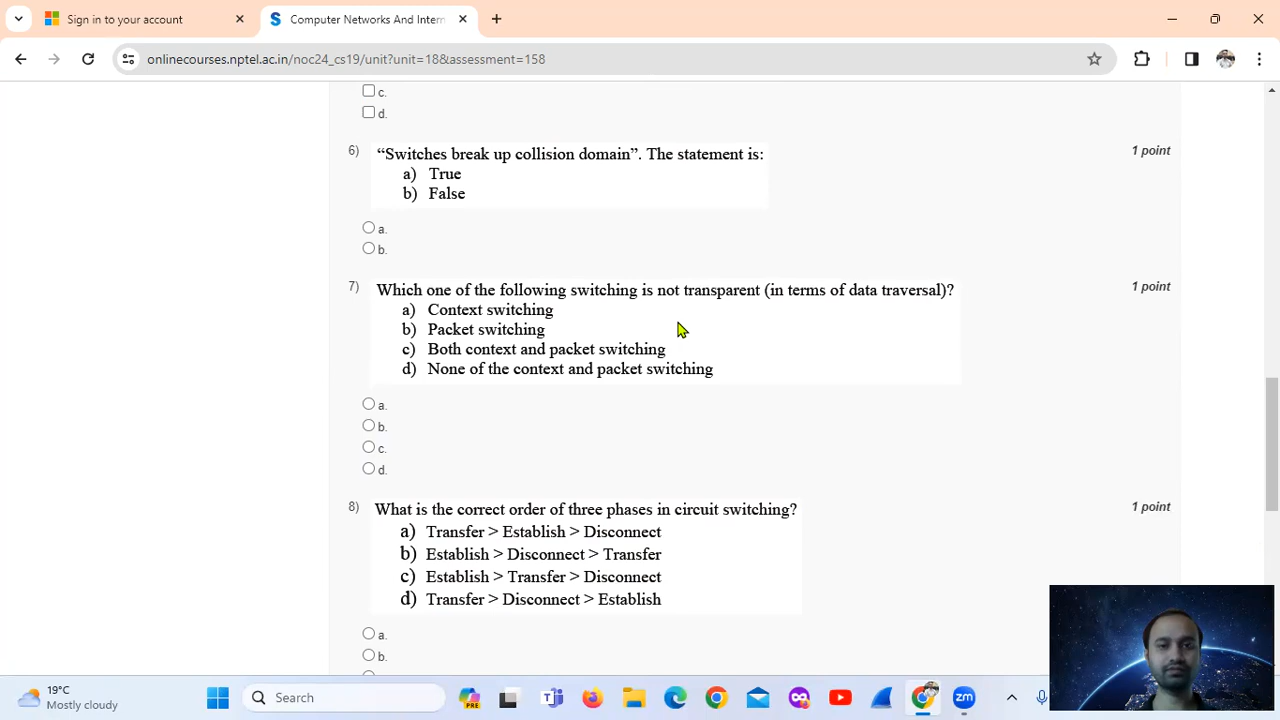 Sign in to your account
Computer Networks And Intern
onlinecourses.nptel.ac.in/noc24_cs19/unit?unit=18&assessment=158
c.
d.
6) “Switches break up collision domain”. The statement is: 1 point
a) True
b) False
a.
b.
7) Which one of the following switching is not transparent (in terms of data traversal)? 1 point
a) Context switching
b) Packet switching
c) Both context and packet switching
d) None of the context and packet switching
a.
b.
c.
d.
8) What is the correct order of three phases in circuit switching? 1 point
a) Transfer > Establish > Disconnect
b) Establish > Disconnect > Transfer
c) Establish > Transfer > Disconnect
d) Transfer > Disconnect > Establish
a.
b.
19°C
Mostly cloudy
Search
zm